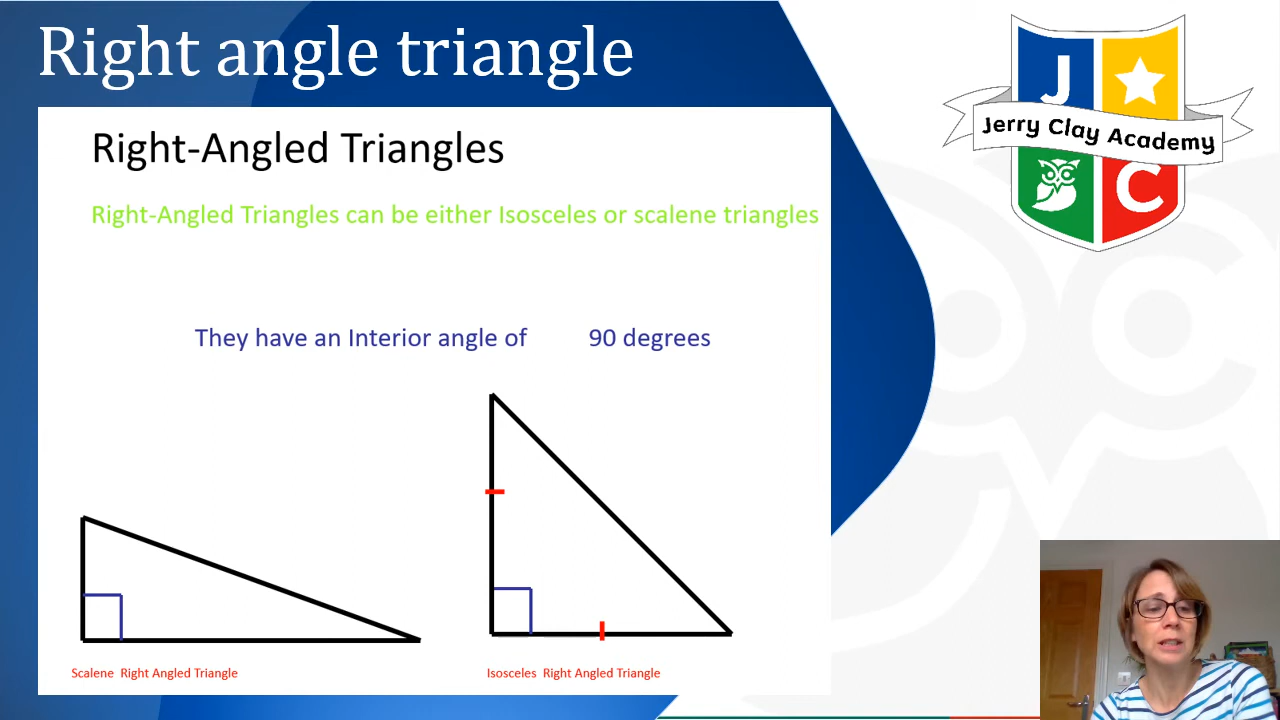 Right angle triangle
J
Jerry Clay Academy
C
Right-Angled Triangles
Right-Angled Triangles can be either Isosceles or scalene triangles
They have an Interior angle of 90 degrees
Scalene Right Angled Triangle
Isosceles Right Angled Triangle